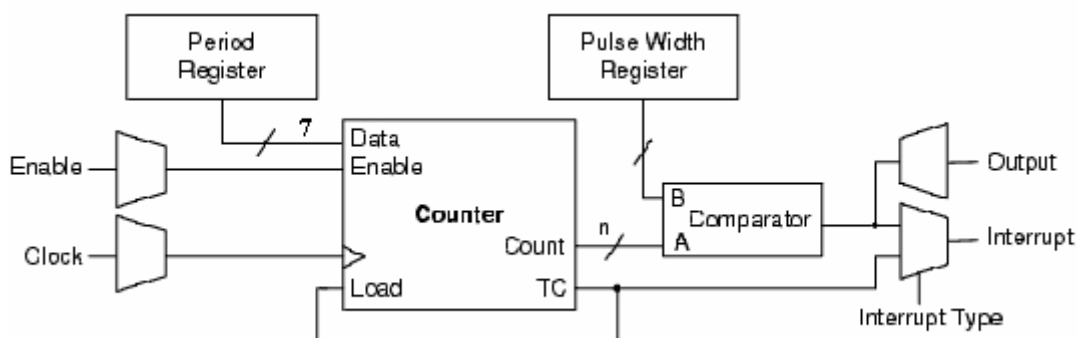 Period
Register
Pulse Width
Register
7
Data
Enable
Enable
Counter
Clock
Count
n
Load
TC
B
A
Comparator
Output
Interrupt
Interrupt Type